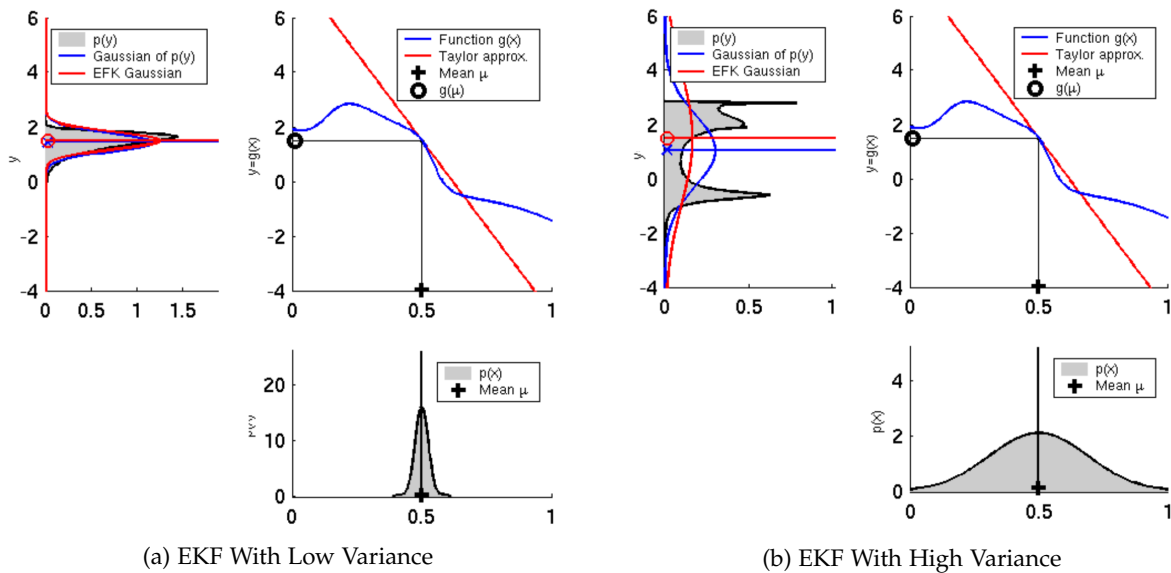 6
4
2
0
-2
-4
y
p(y)
Gaussian of p(y)
EFK Gaussian
0 0.5 1 1.5
6
4
2
0
-2
-4
y=g(x)
Function g(x)
Taylor approx.
Mean μ
g(μ)
0 0.5 1
20
10
0
p(x)
Mean μ
0 0.5 1
(a) EKF With Low Variance
6
4
2
0
-2
-4
y
p(y)
Gaussian of p(y)
EFK Gaussian
0 0.5 1
6
4
2
0
-2
-4
y=g(x)
Function g(x)
Taylor approx.
Mean μ
g(μ)
0 0.5 1
4
2
0
p(x)
p(x)
Mean μ
0 0.5 1
(b) EKF With High Variance